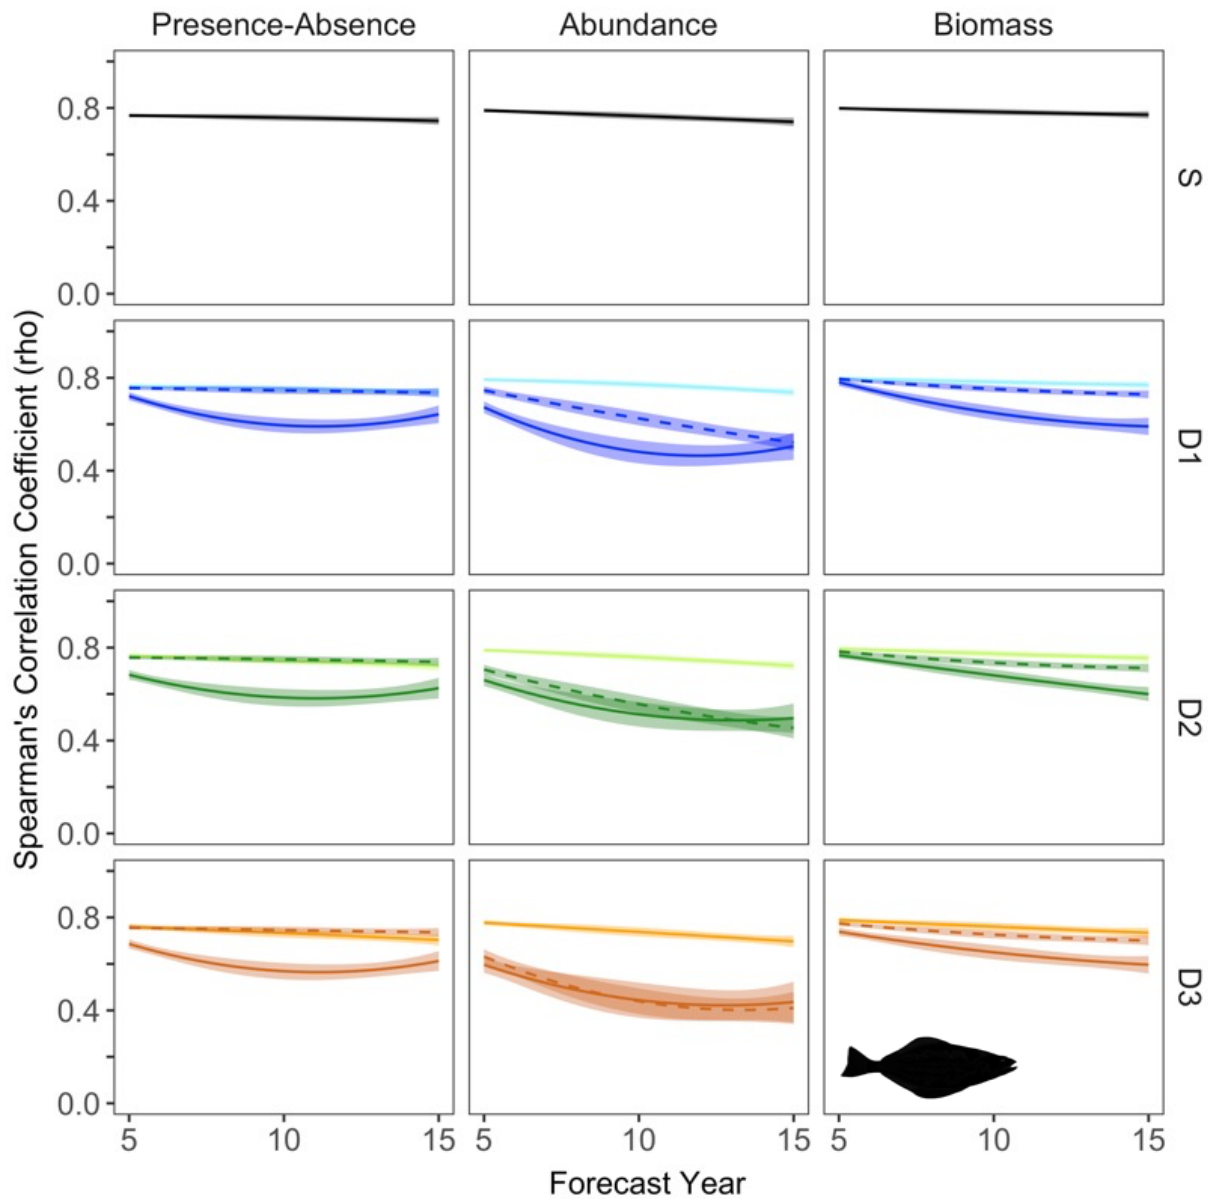 Presence-Absence Abundance Biomass
Spearman's Correlation Coefficient (rho)
0.8
0.4
0.0
S
0.8
0.4
0.0
D1
0.8
0.4
0.0
D2
0.8
0.4
0.0
D3
5 10 15 5 10 15 5 10 15
Forecast Year